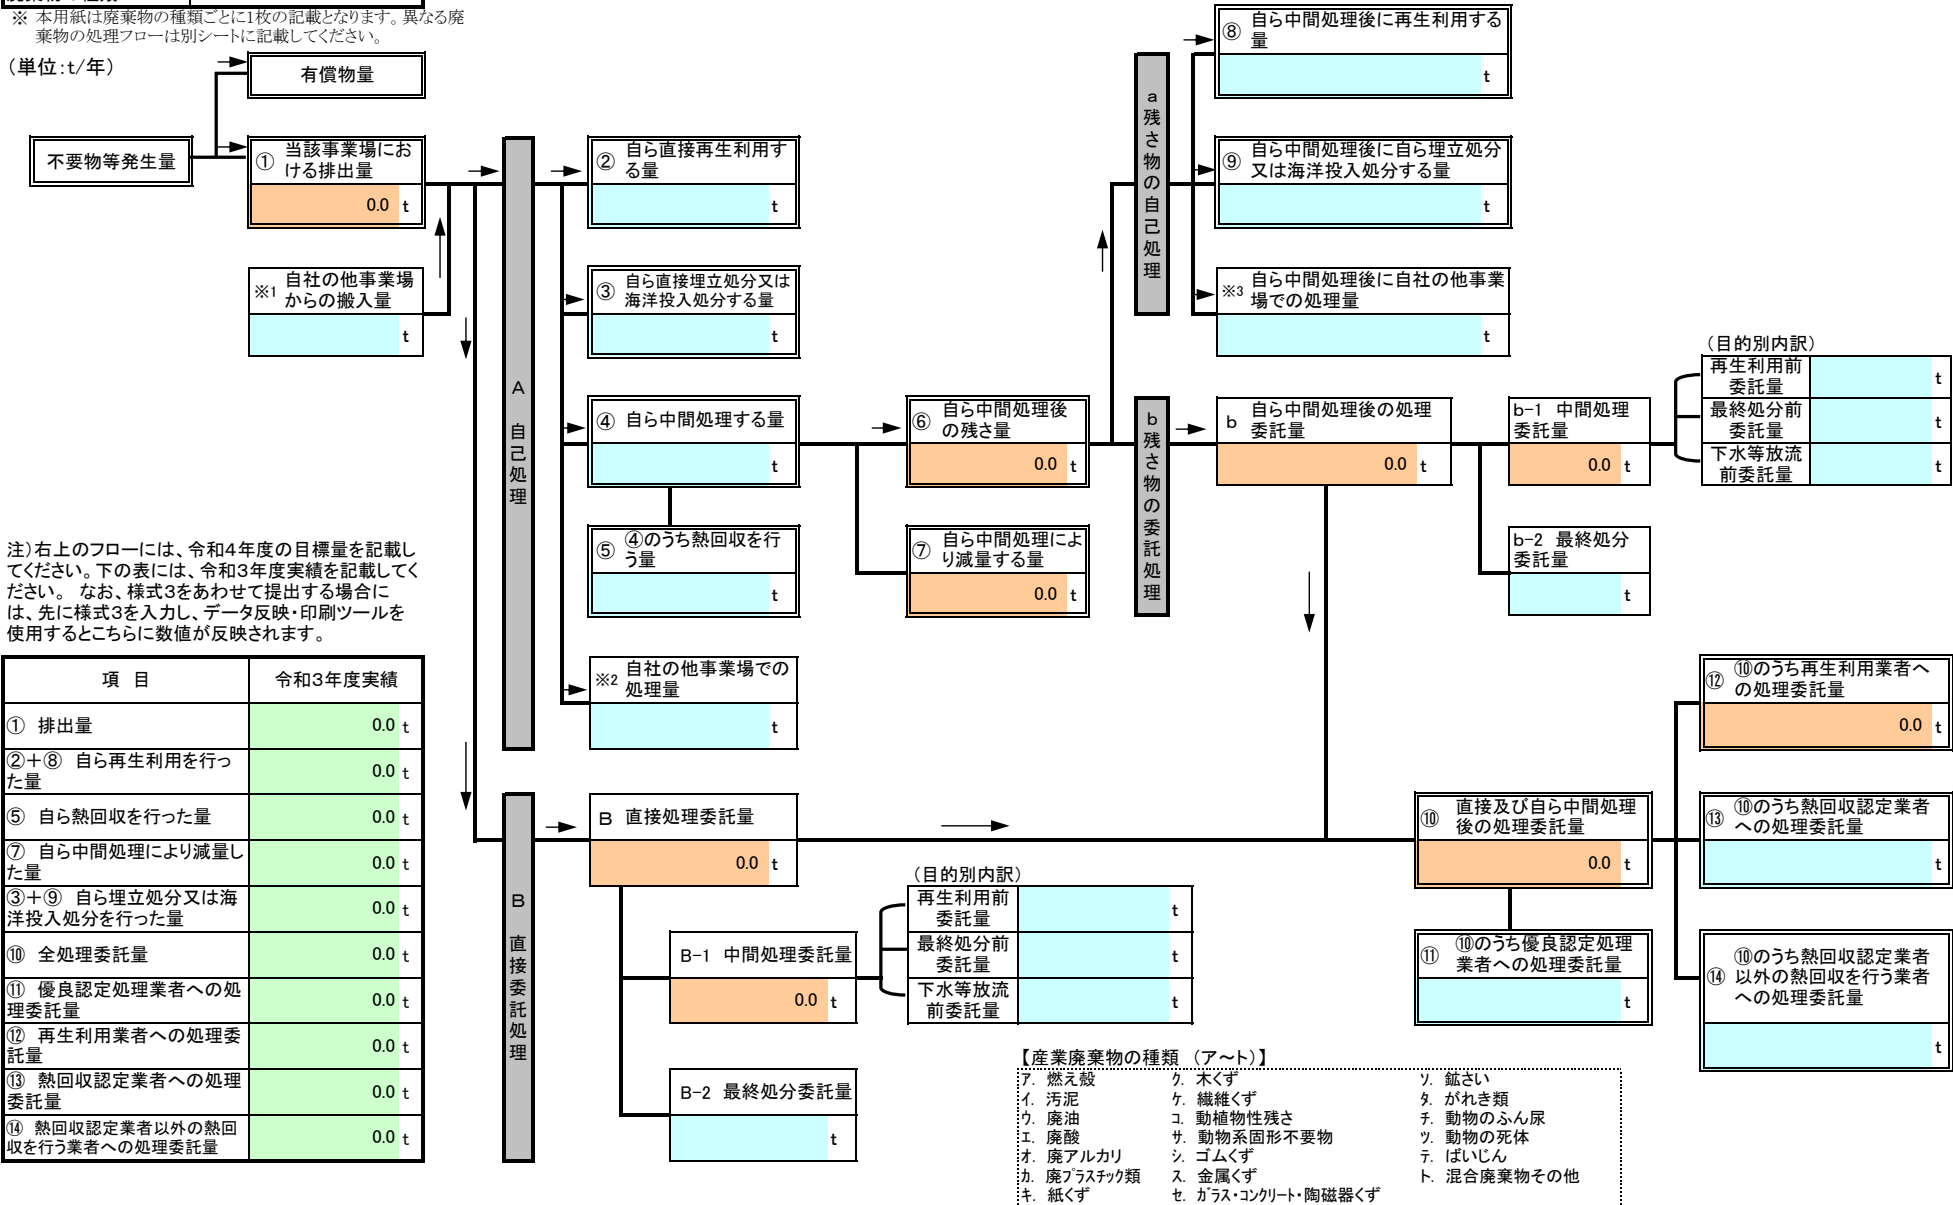 ※ 本用紙は廃棄物の種類ごとに1枚の記載となります。異なる廃
棄物の処理フローは別シートに記載してください。
（単位：t/年）
有償物量
不要物等発生量
① 当該事業場にお
ける排出量
0.0 t
※1 自社の他事業場
からの搬入量
t
A 自己処理
② 自ら直接再生利用す
る量
t
③ 自ら直接埋立処分又は
海洋投入処分する量
t
④ 自ら中間処理する量
t
⑤ ④のうち熱回収を行
う量
t
※2 自社の他事業場での
処理量
t
⑥ 自ら中間処理後
の残さ量
0.0 t
⑦ 自ら中間処理によ
り減量する量
0.0 t
a 残さ物の自己処理
⑧ 自ら中間処理後に再生利用する
量
t
⑨ 自ら中間処理後に自ら埋立処分
又は海洋投入処分する量
t
※3 自ら中間処理後に自社の他事業
場での処理量
t
b 残さ物の委託処理
b 自ら中間処理後の処理
委託量
0.0 t
b-1 中間処理
委託量
0.0 t
（目的別内訳）
再生利用前
委託量
t
最終処分前
委託量
t
下水等放流
前委託量
t
b-2 最終処分
委託量
t
注）右上のフローには、令和4年度の目標量を記載し
てください。下の表には、令和3年度実績を記載してく
ださい。 なお、様式3をあわせて提出する場合に
は、先に様式3を入力し、データ反映・印刷ツールを
使用するとこちらに数値が反映されます。
項 目 令和3年度実績
① 排出量 0.0 t
②＋⑧ 自ら再生利用を行っ
た量 0.0 t
⑤ 自ら熱回収を行った量 0.0 t
⑦ 自ら中間処理により減量し
た量 0.0 t
③＋⑨ 自ら埋立処分又は海
洋投入処分を行った量 0.0 t
⑩ 全処理委託量 0.0 t
⑪ 優良認定処理業者への処
理委託量 0.0 t
⑫ 再生利用業者への処理委
託量 0.0 t
⑬ 熱回収認定業者への処理
委託量 0.0 t
⑭ 熱回収認定業者以外の熱回
収を行う業者への処理委託量 0.0 t
B 直接委託処理
B 直接処理委託量
0.0 t
B-1 中間処理委託量
0.0 t
（目的別内訳）
再生利用前
委託量
t
最終処分前
委託量
t
下水等放流
前委託量
t
B-2 最終処分委託量
t
⑩ 直接及び自ら中間処理
後の処理委託量
0.0 t
⑪ ⑩のうち優良認定処理
業者への処理委託量
t
⑫ ⑩のうち再生利用業者へ
の処理委託量
0.0 t
⑬ ⑩のうち熱回収認定業者
への処理委託量
t
⑭ ⑩のうち熱回収認定業者
以外の熱回収を行う業者
への処理委託量
t
【産業廃棄物の種類 （ア～ト）】
ア. 燃え殻 ク. 木くず ソ. 鉱さい
イ. 汚泥 ケ. 繊維くず タ. がれき類
ウ. 廃油 コ. 動植物性残さ チ. 動物のふん尿
エ. 廃酸 サ. 動物系固形不要物 ツ. 動物の死体
オ. 廃アルカリ シ. ゴムくず テ. ばいじん
カ. 廃プラスチック類 ス. 金属くず ト. 混合廃棄物その他
キ. 紙くず セ. ガラス・コンクリート・陶磁器くず